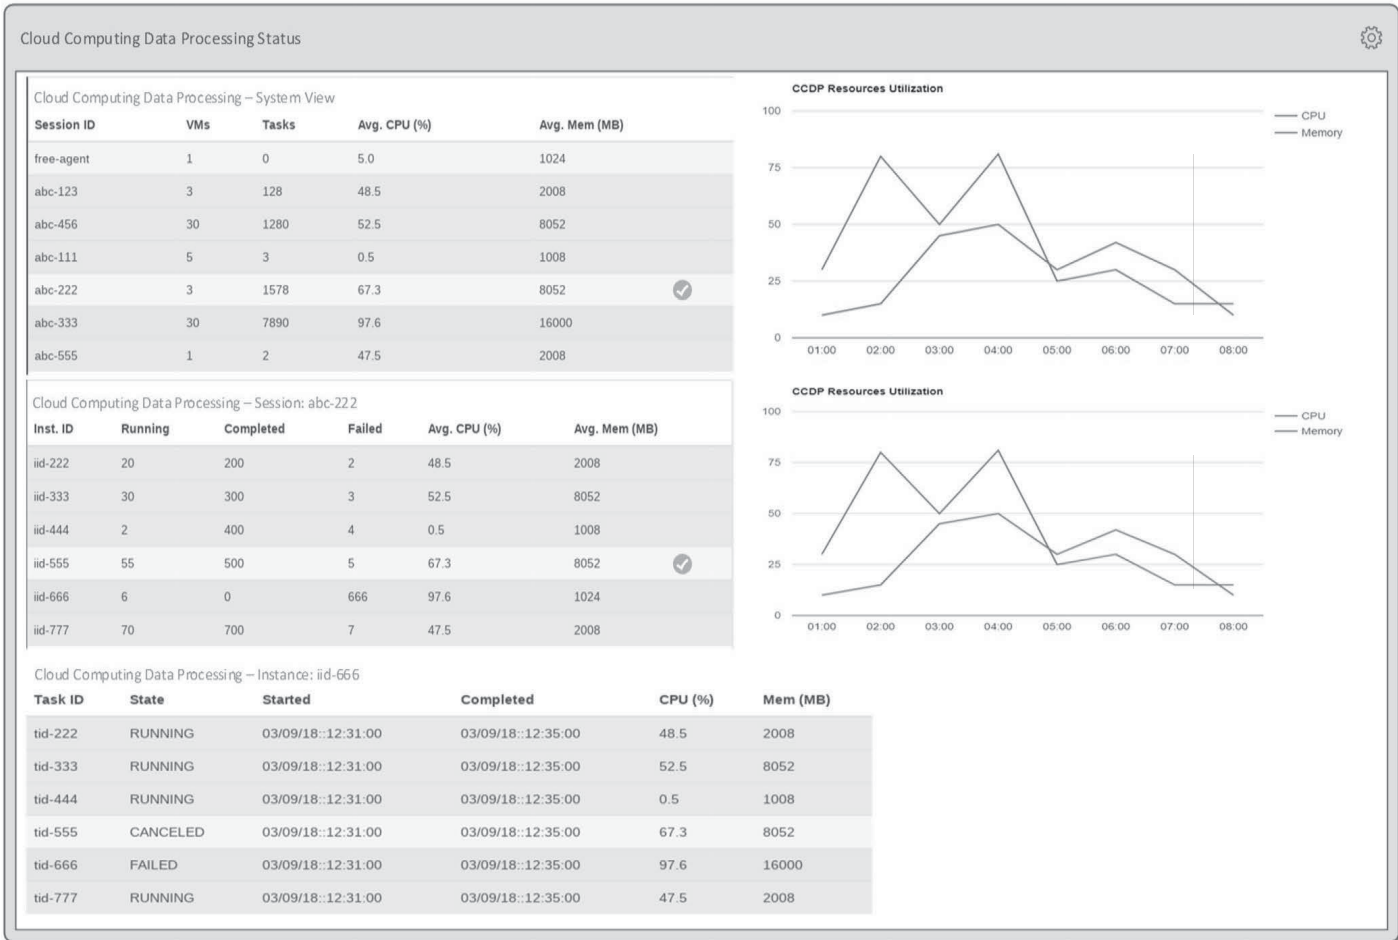 Cloud Computing Data Processing Status
Cloud Computing Data Processing – System View
Session ID VMs Tasks Avg. CPU (%) Avg. Mem (MB)
free-agent 1 0 5.0 1024
abc-123 3 128 48.5 2008
abc-456 30 1280 52.5 8052
abc-111 5 3 0.5 1008
abc-222 3 1578 67.3 8052
abc-333 30 7890 97.6 16000
abc-555 1 2 47.5 2008
CCDP Resources Utilization
100
75
50
25
0
01:00 02:00 03:00 04:00 05:00 06:00 07:00 08:00
CPU
Memory
Cloud Computing Data Processing – Session: abc-222
Inst. ID Running Completed Failed Avg. CPU (%) Avg. Mem (MB)
iid-222 20 200 2 48.5 2008
iid-333 30 300 3 52.5 8052
iid-444 2 400 4 0.5 1008
iid-555 55 500 5 67.3 8052
iid-666 6 0 666 97.6 1024
iid-777 70 700 7 47.5 2008
CCDP Resources Utilization
100
75
50
25
0
01:00 02:00 03:00 04:00 05:00 06:00 07:00 08:00
CPU
Memory
Cloud Computing Data Processing – Instance: iid-666
Task ID State Started Completed CPU (%) Mem (MB)
tid-222 RUNNING 03/09/18::12:31:00 03/09/18::12:35:00 48.5 2008
tid-333 RUNNING 03/09/18::12:31:00 03/09/18::12:35:00 52.5 8052
tid-444 RUNNING 03/09/18::12:31:00 03/09/18::12:35:00 0.5 1008
tid-555 CANCELED 03/09/18::12:31:00 03/09/18::12:35:00 67.3 8052
tid-666 FAILED 03/09/18::12:31:00 03/09/18::12:35:00 97.6 16000
tid-777 RUNNING 03/09/18::12:31:00 03/09/18::12:35:00 47.5 2008